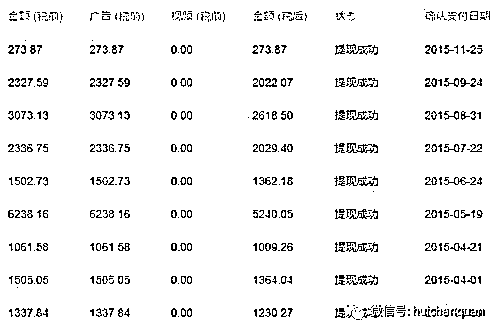 金额 (税前) 广告 (税前) 视频 (税前) 金额 (税后) 状态 确认支付日期
273.87 273.87 0.00 273.87 提现成功 2015-11-25
2327.59 2327.59 0.00 2022.07 提现成功 2015-09-24
3073.13 3073.13 0.00 2618.50 提现成功 2015-08-31
2336.75 2336.75 0.00 2029.40 提现成功 2015-07-22
1502.73 1502.73 0.00 1362.18 提现成功 2015-06-24
6238.16 6238.16 0.00 5240.05 提现成功 2015-05-19
1061.58 1061.58 0.00 1009.26 提现成功 2015-04-21
1505.05 1505.05 0.00 1364.04 提现成功 2015-04-01
1337.84 1337.84 0.00 1230.27 提现 微信号: huichangquan